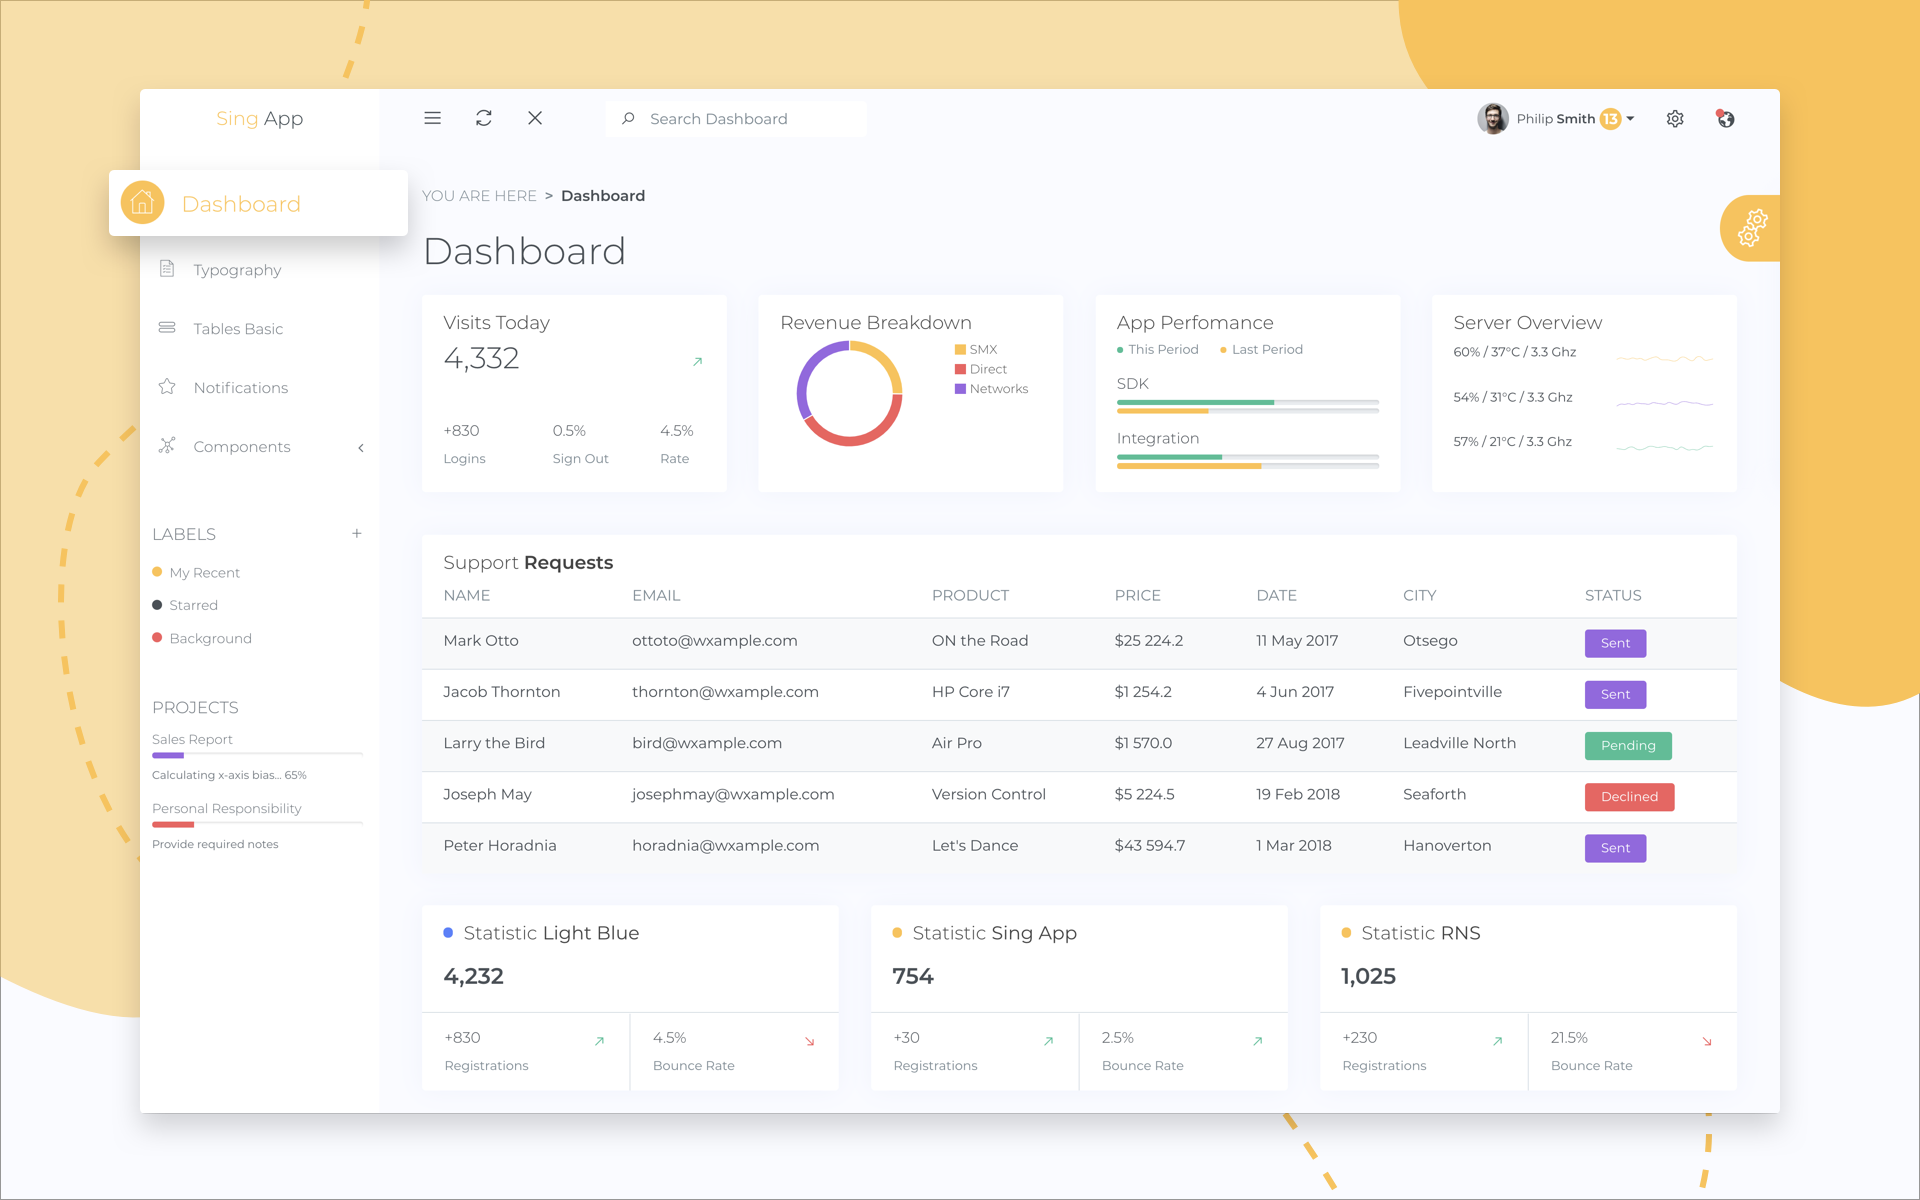 Sing App
Search Dashboard
Philip Smith 13
Dashboard
Typography
Tables Basic
Notifications
Components
LABELS +
My Recent
Starred
Background
PROJECTS
Sales Report
Calculating x-axis bias... 65%
Personal Responsibility
Provide required notes
YOU ARE HERE > Dashboard
Dashboard
Visits Today
4,332
+830 0.5% 4.5%
Logins Sign Out Rate
Revenue Breakdown
SMX
Direct
Networks
App Perfomance
This Period Last Period
SDK
Integration
Server Overview
60% / 37°C / 3.3 Ghz
54% / 31°C / 3.3 Ghz
57% / 21°C / 3.3 Ghz
Support Requests
NAME EMAIL PRODUCT PRICE DATE CITY STATUS
Mark Otto ottoto@wxample.com ON the Road $25 224.2 11 May 2017 Otsego Sent
Jacob Thornton thornton@wxample.com HP Core i7 $1 254.2 4 Jun 2017 Fivepointville Sent
Larry the Bird bird@wxample.com Air Pro $1 570.0 27 Aug 2017 Leadville North Pending
Joseph May josephmay@wxample.com Version Control $5 224.5 19 Feb 2018 Seaforth Declined
Peter Horadnia horadnia@wxample.com Let's Dance $43 594.7 1 Mar 2018 Hanoverton Sent
Statistic Light Blue
4,232
+830 4.5%
Registrations Bounce Rate
Statistic Sing App
754
+30 2.5%
Registrations Bounce Rate
Statistic RNS
1,025
+230 21.5%
Registrations Bounce Rate